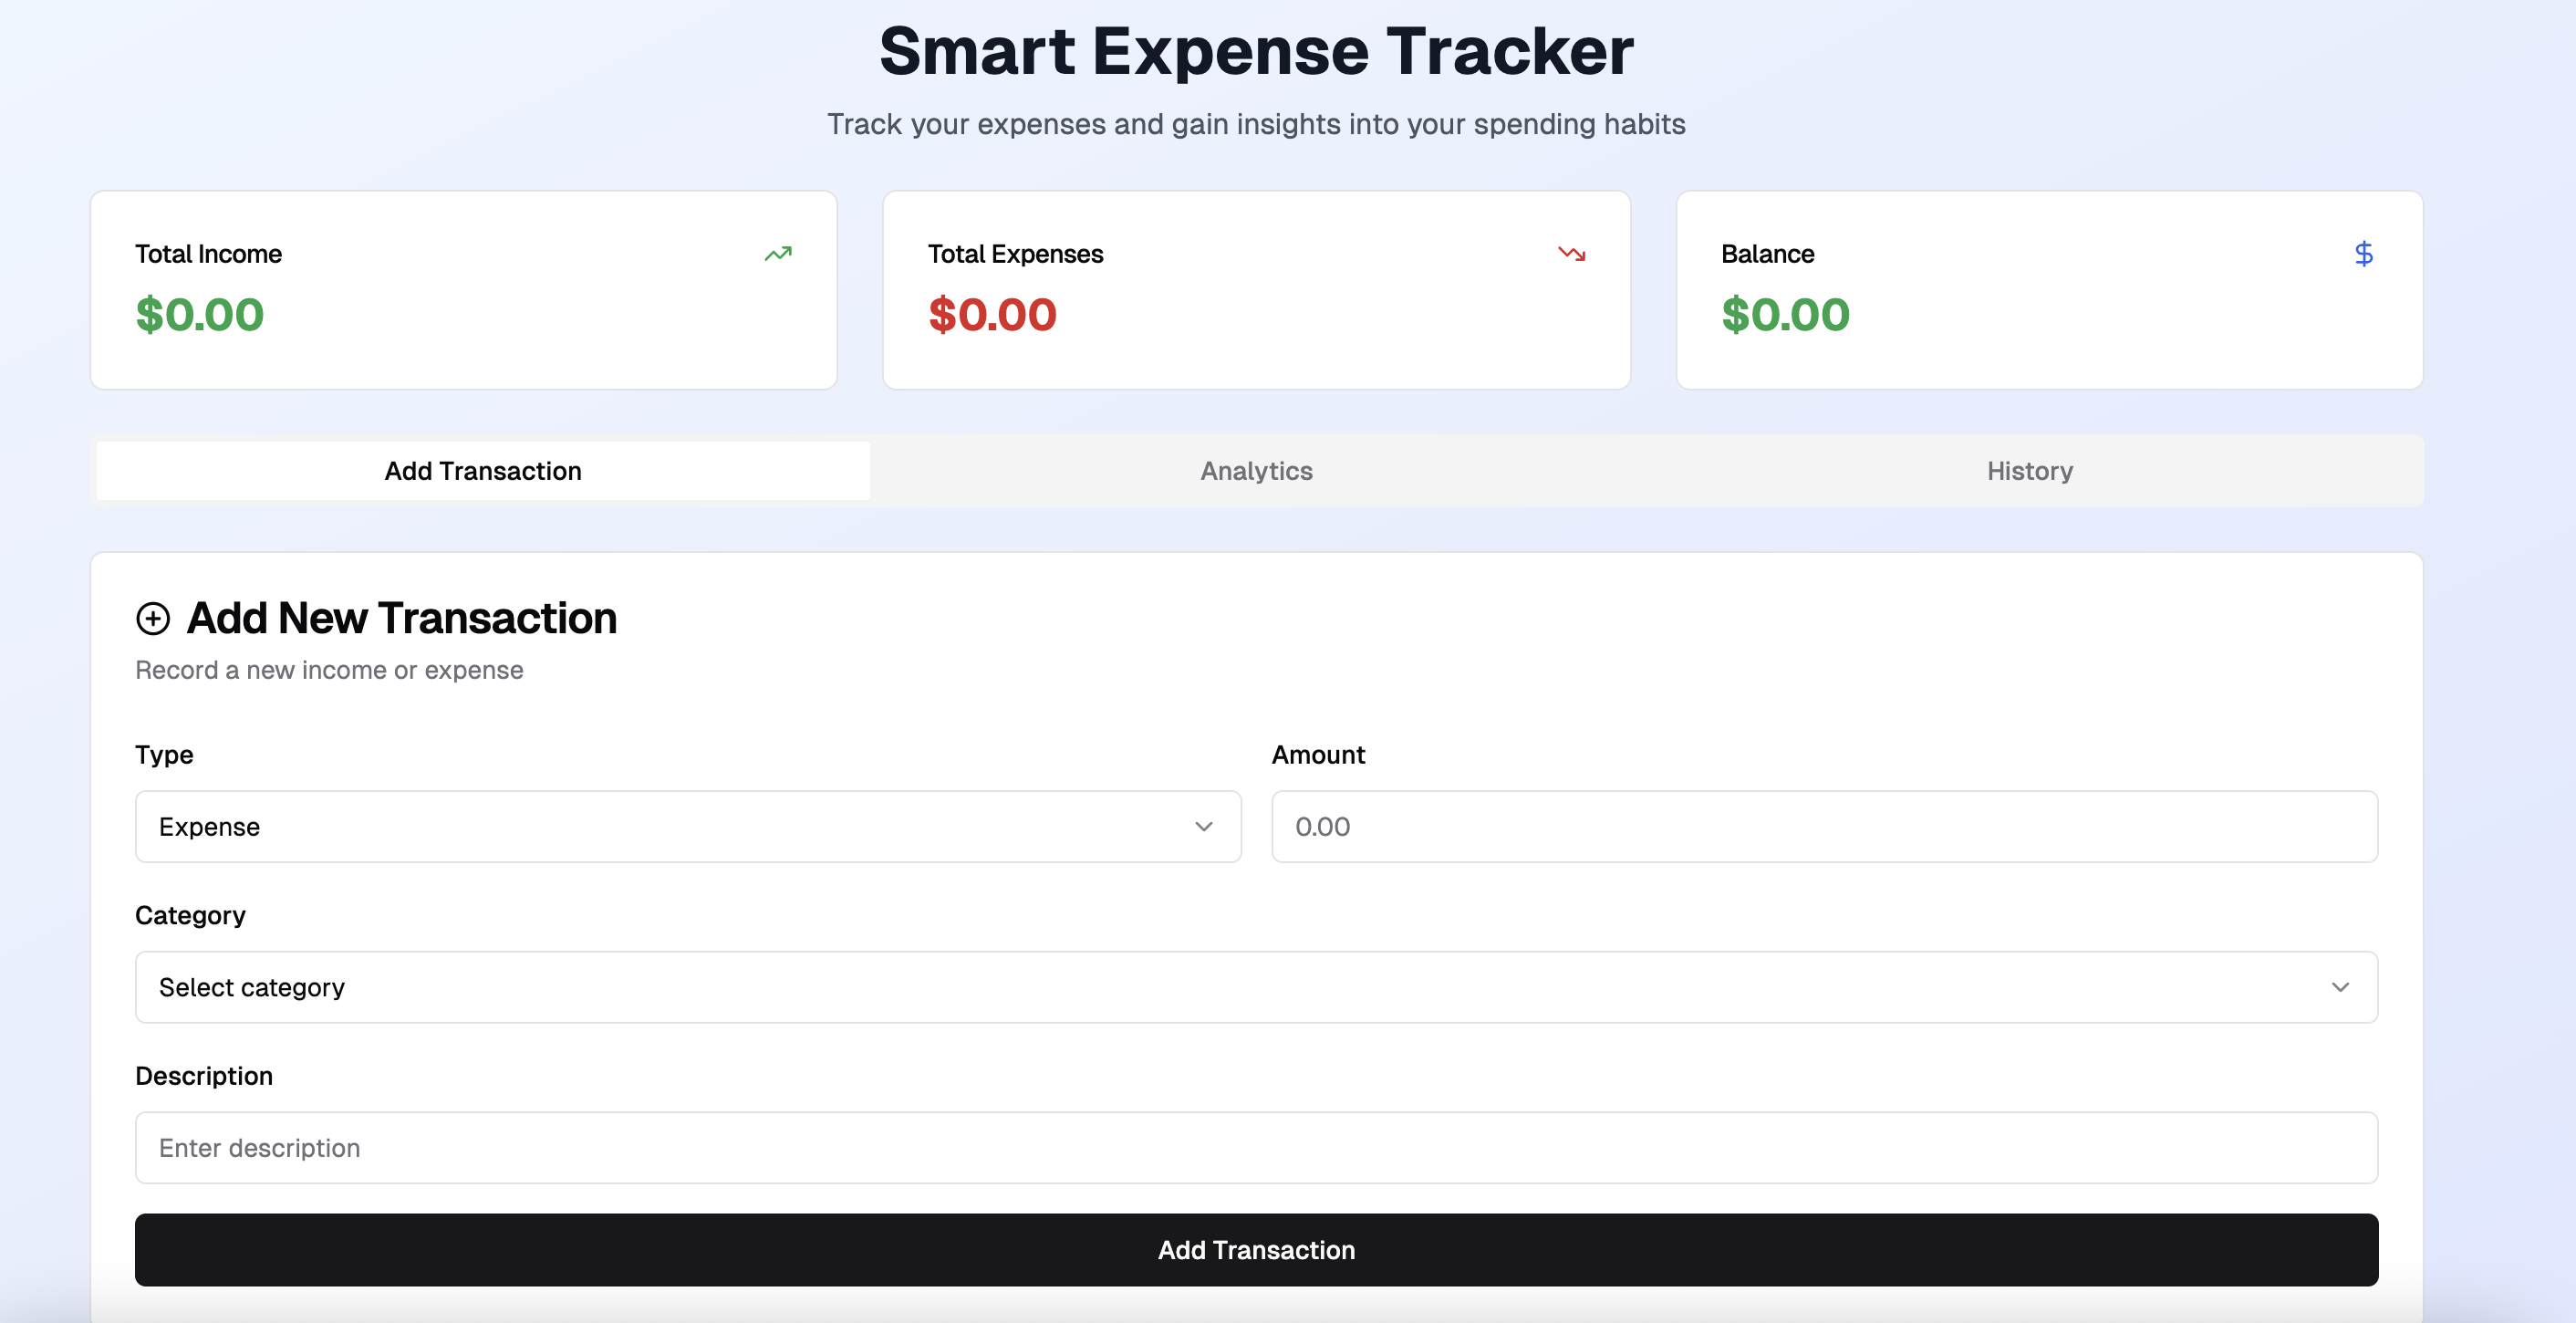 Smart Expense Tracker
Track your expenses and gain insights into your spending habits
Total Income
$0.00
Total Expenses
$0.00
Balance
$
$0.00
Add Transaction
Analytics
History
Add New Transaction
Record a new income or expense
Type
Expense
Amount
0.00
Category
Select category
Description
Enter description
Add Transaction